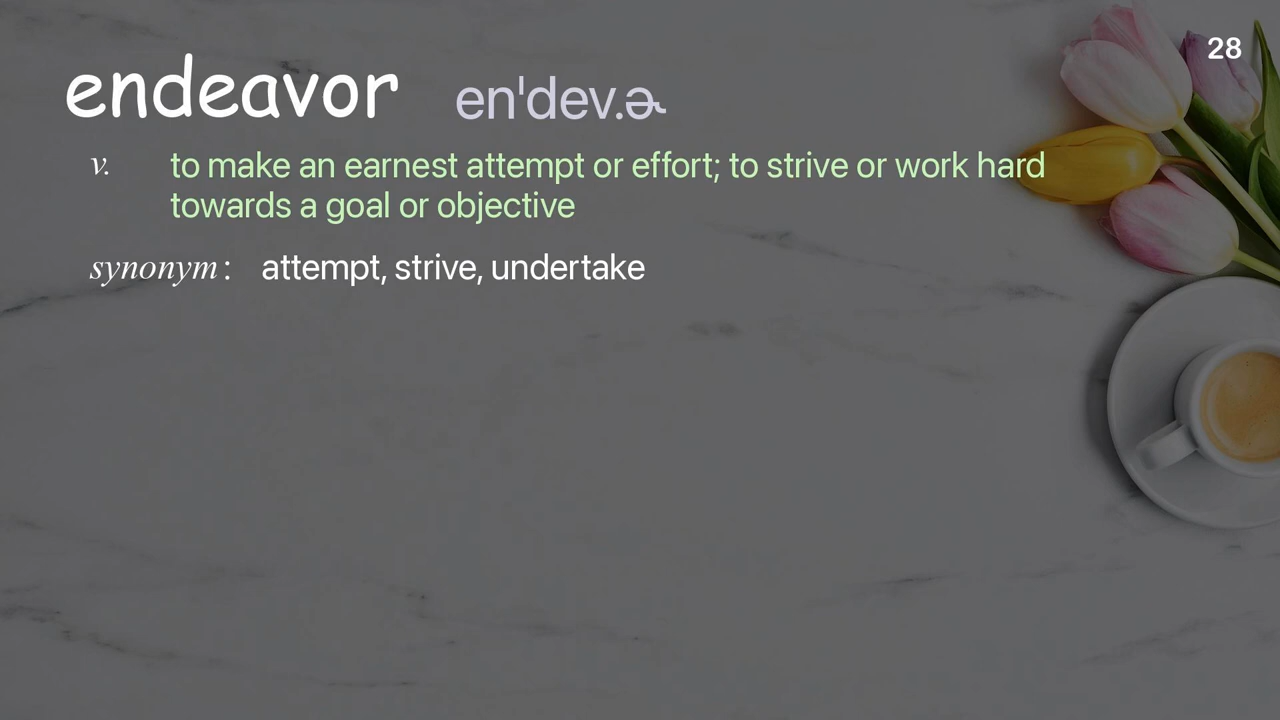 28
endeavor en'dev.ɚ
v. to make an earnest attempt or effort; to strive or work hard
towards a goal or objective
synonym: attempt, strive, undertake